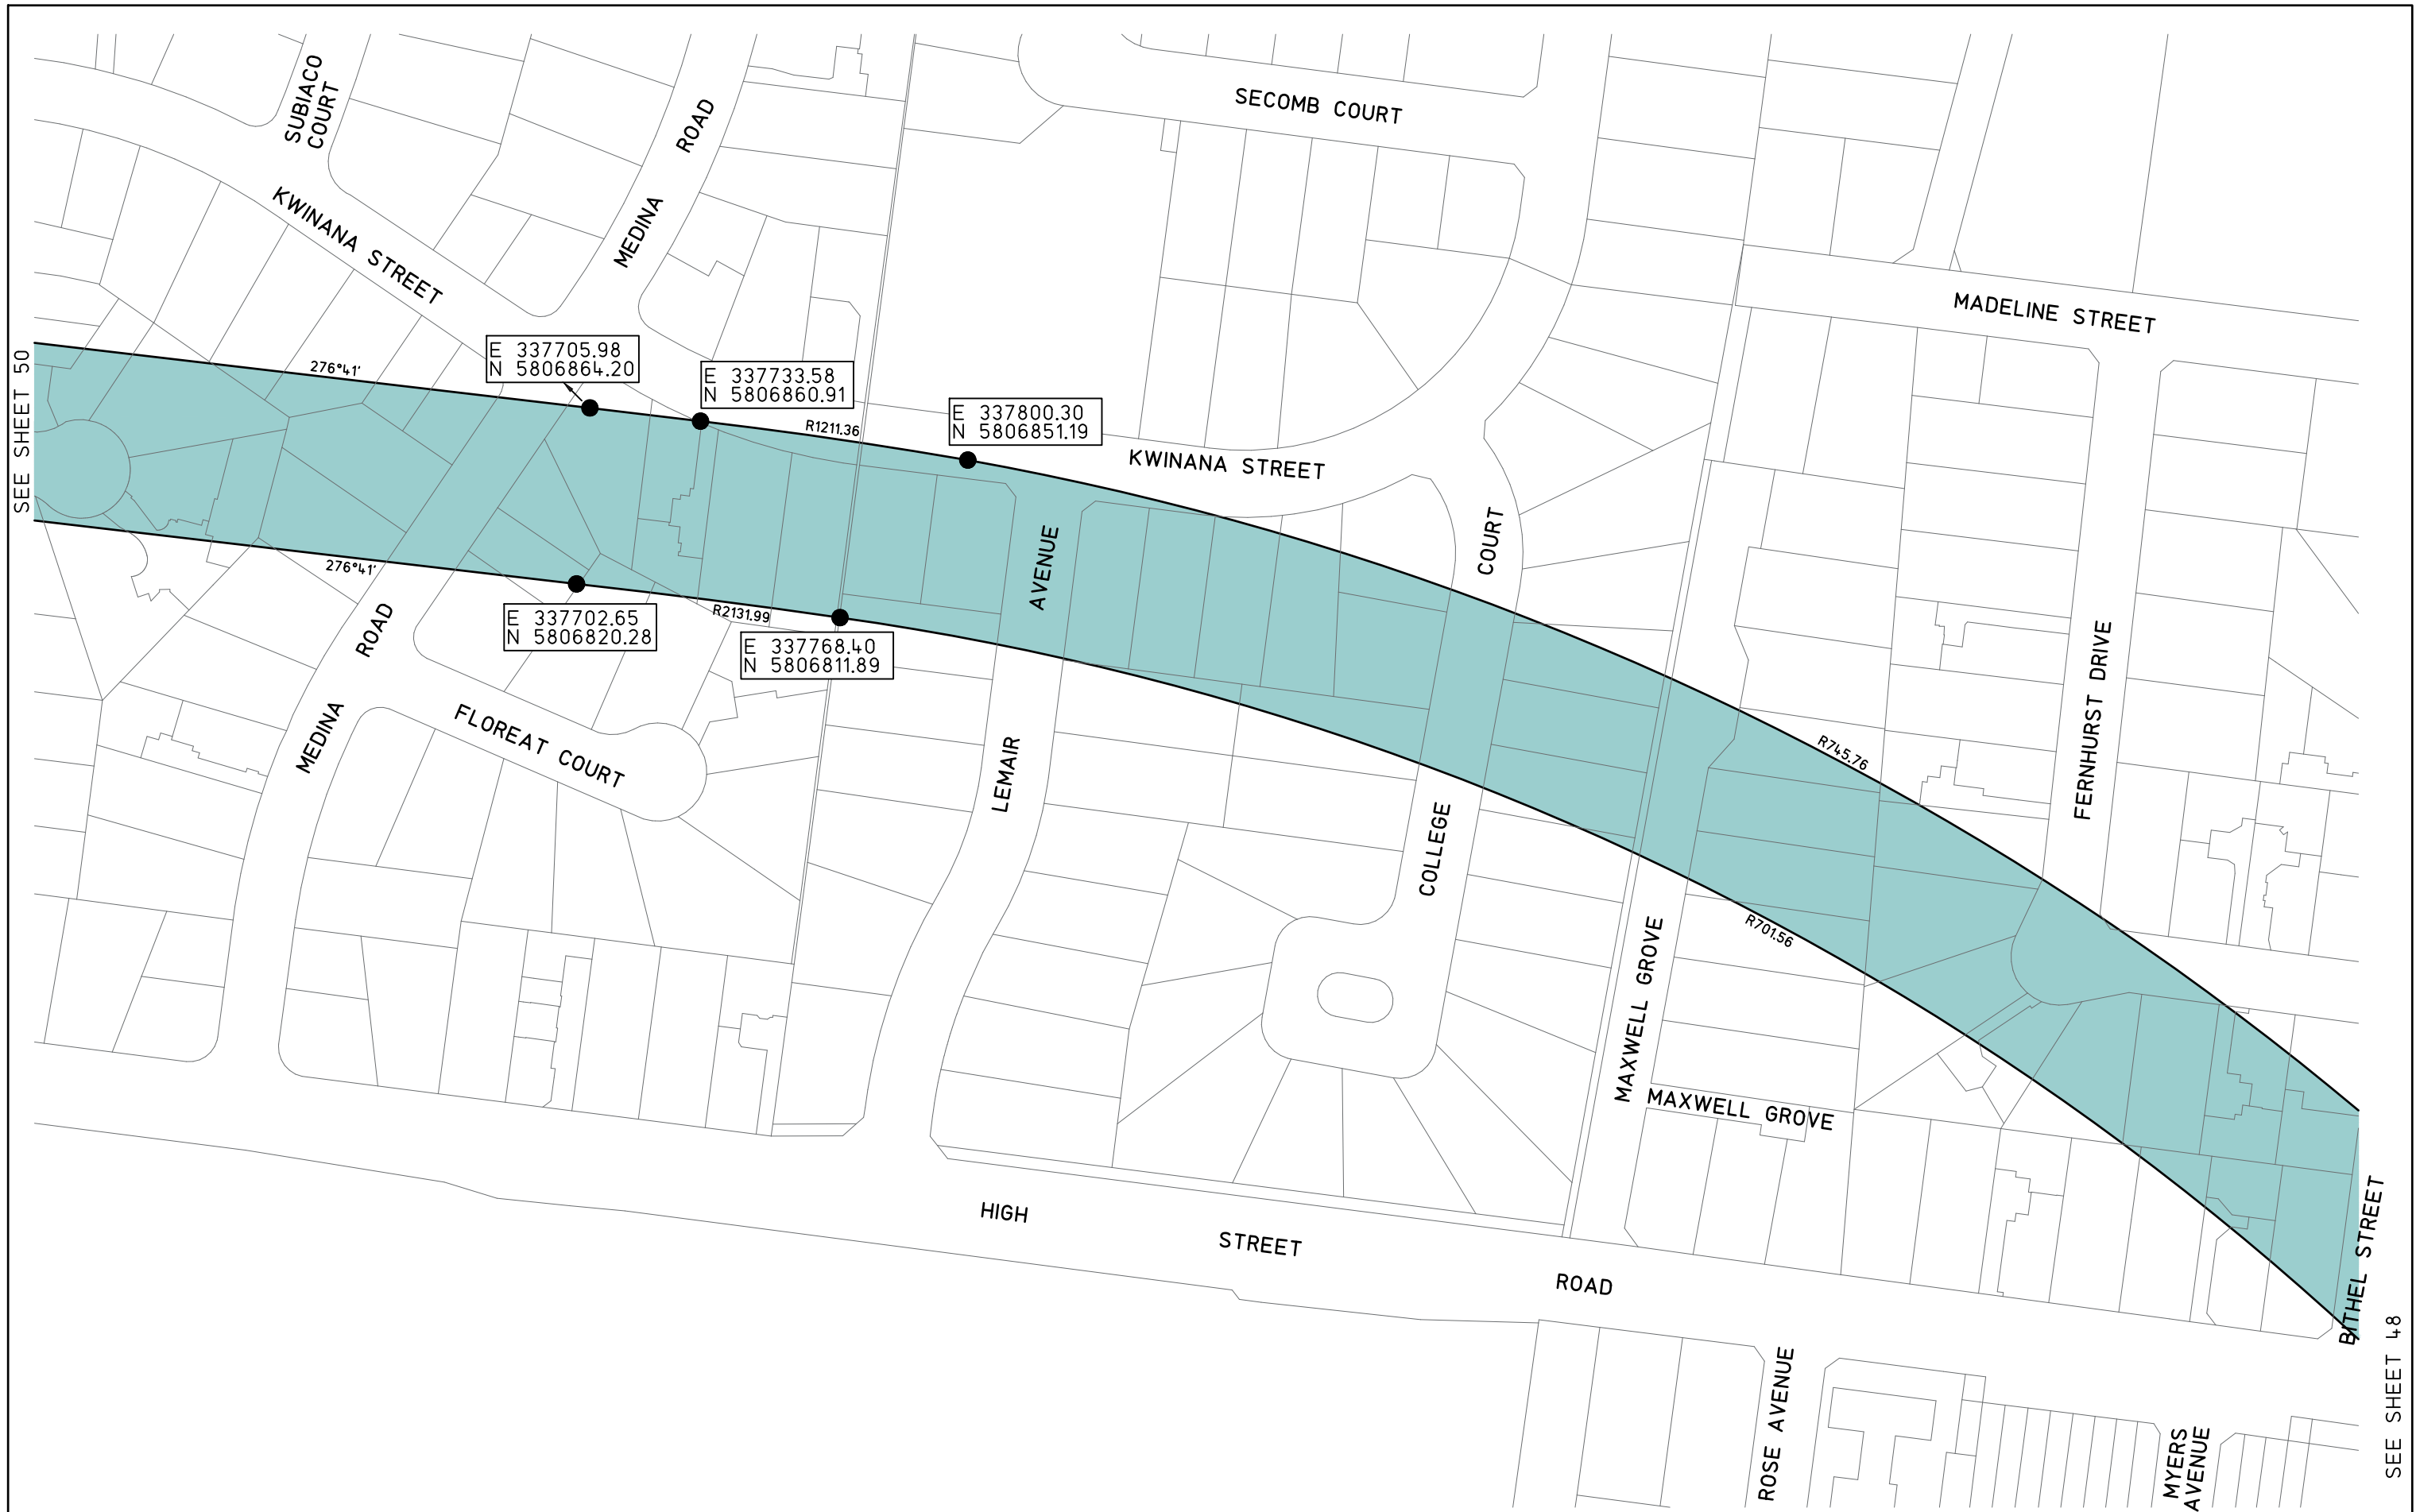 SUBIACO
COURT
SECOMB COURT
ROAD
MEDINA
KWINANA STREET
MADELINE STREET
SEE SHEET 50
276°41'
E 337705.98
N 5806864.20
E 337733.58
N 5806860.91
R1211.36
E 337800.30
N 5806851.19
KWINANA STREET
AVENUE
COURT
276°41'
E 337702.65
N 5806820.28
R2131.99
E 337768.40
N 5806811.89
ROAD
MEDINA
FLOREAT COURT
LEMAIR
COLLEGE
FERNHURST DRIVE
R745.76
R701.56
MAXWELL GROVE
MAXWELL GROVE
HIGH
STREET
ROAD
BITHEL STREET
SEE SHEET 48
ROSE AVENUE
MYERS
AVENUE